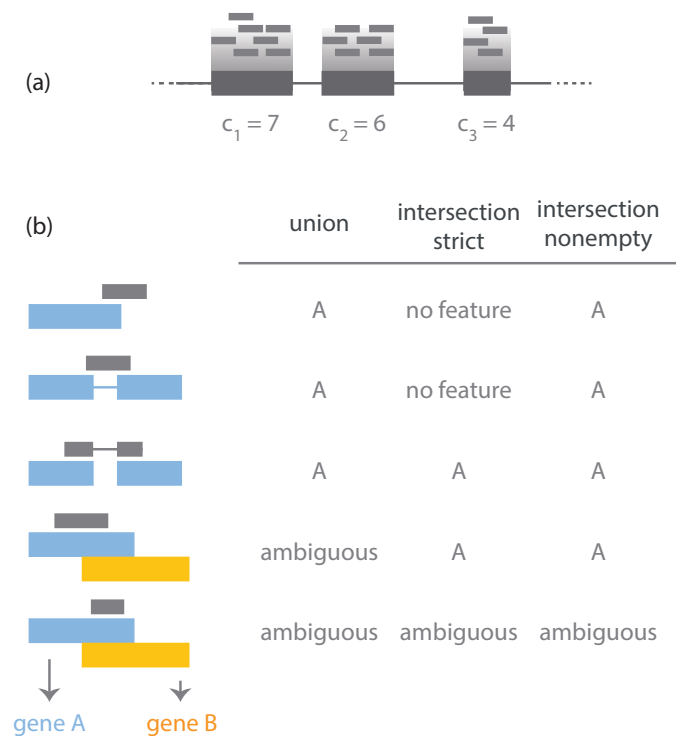 (a)
c1 = 7 c2 = 6 c3 = 4
(b)
union intersection strict intersection nonempty
A no feature A
A no feature A
A A A
ambiguous A A
ambiguous ambiguous ambiguous
gene A gene B